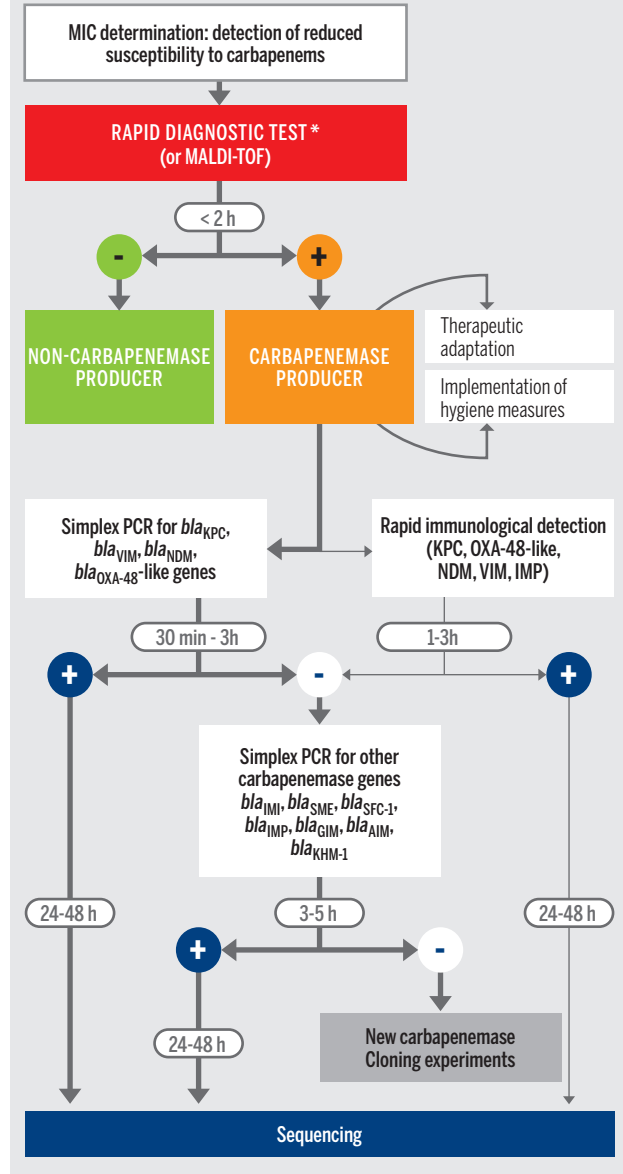 MIC determination: detection of reduced
susceptibility to carbapenems
RAPID DIAGNOSTIC TEST *
(or MALDI-TOF)
< 2 h
-
+
NON-CARBAPENEMASE
PRODUCER
CARBAPENEMASE
PRODUCER
Therapeutic
adaptation
Implementation of
hygiene measures
Simplex PCR for blaKPC,
blaVIM, blaNDM,
blaOXA-48-like genes
Rapid immunological detection
(KPC, OXA-48-like,
NDM, VIM, IMP)
30 min - 3h
1-3h
+
-
+
Simplex PCR for other
carbapenemase genes
blaIMI, blaSME, blaSFC-1,
blaIMP, blaGIM, blaAIM,
blaKHM-1
24-48 h
3-5 h
24-48 h
+
-
New carbapenemase
Cloning experiments
24-48 h
Sequencing